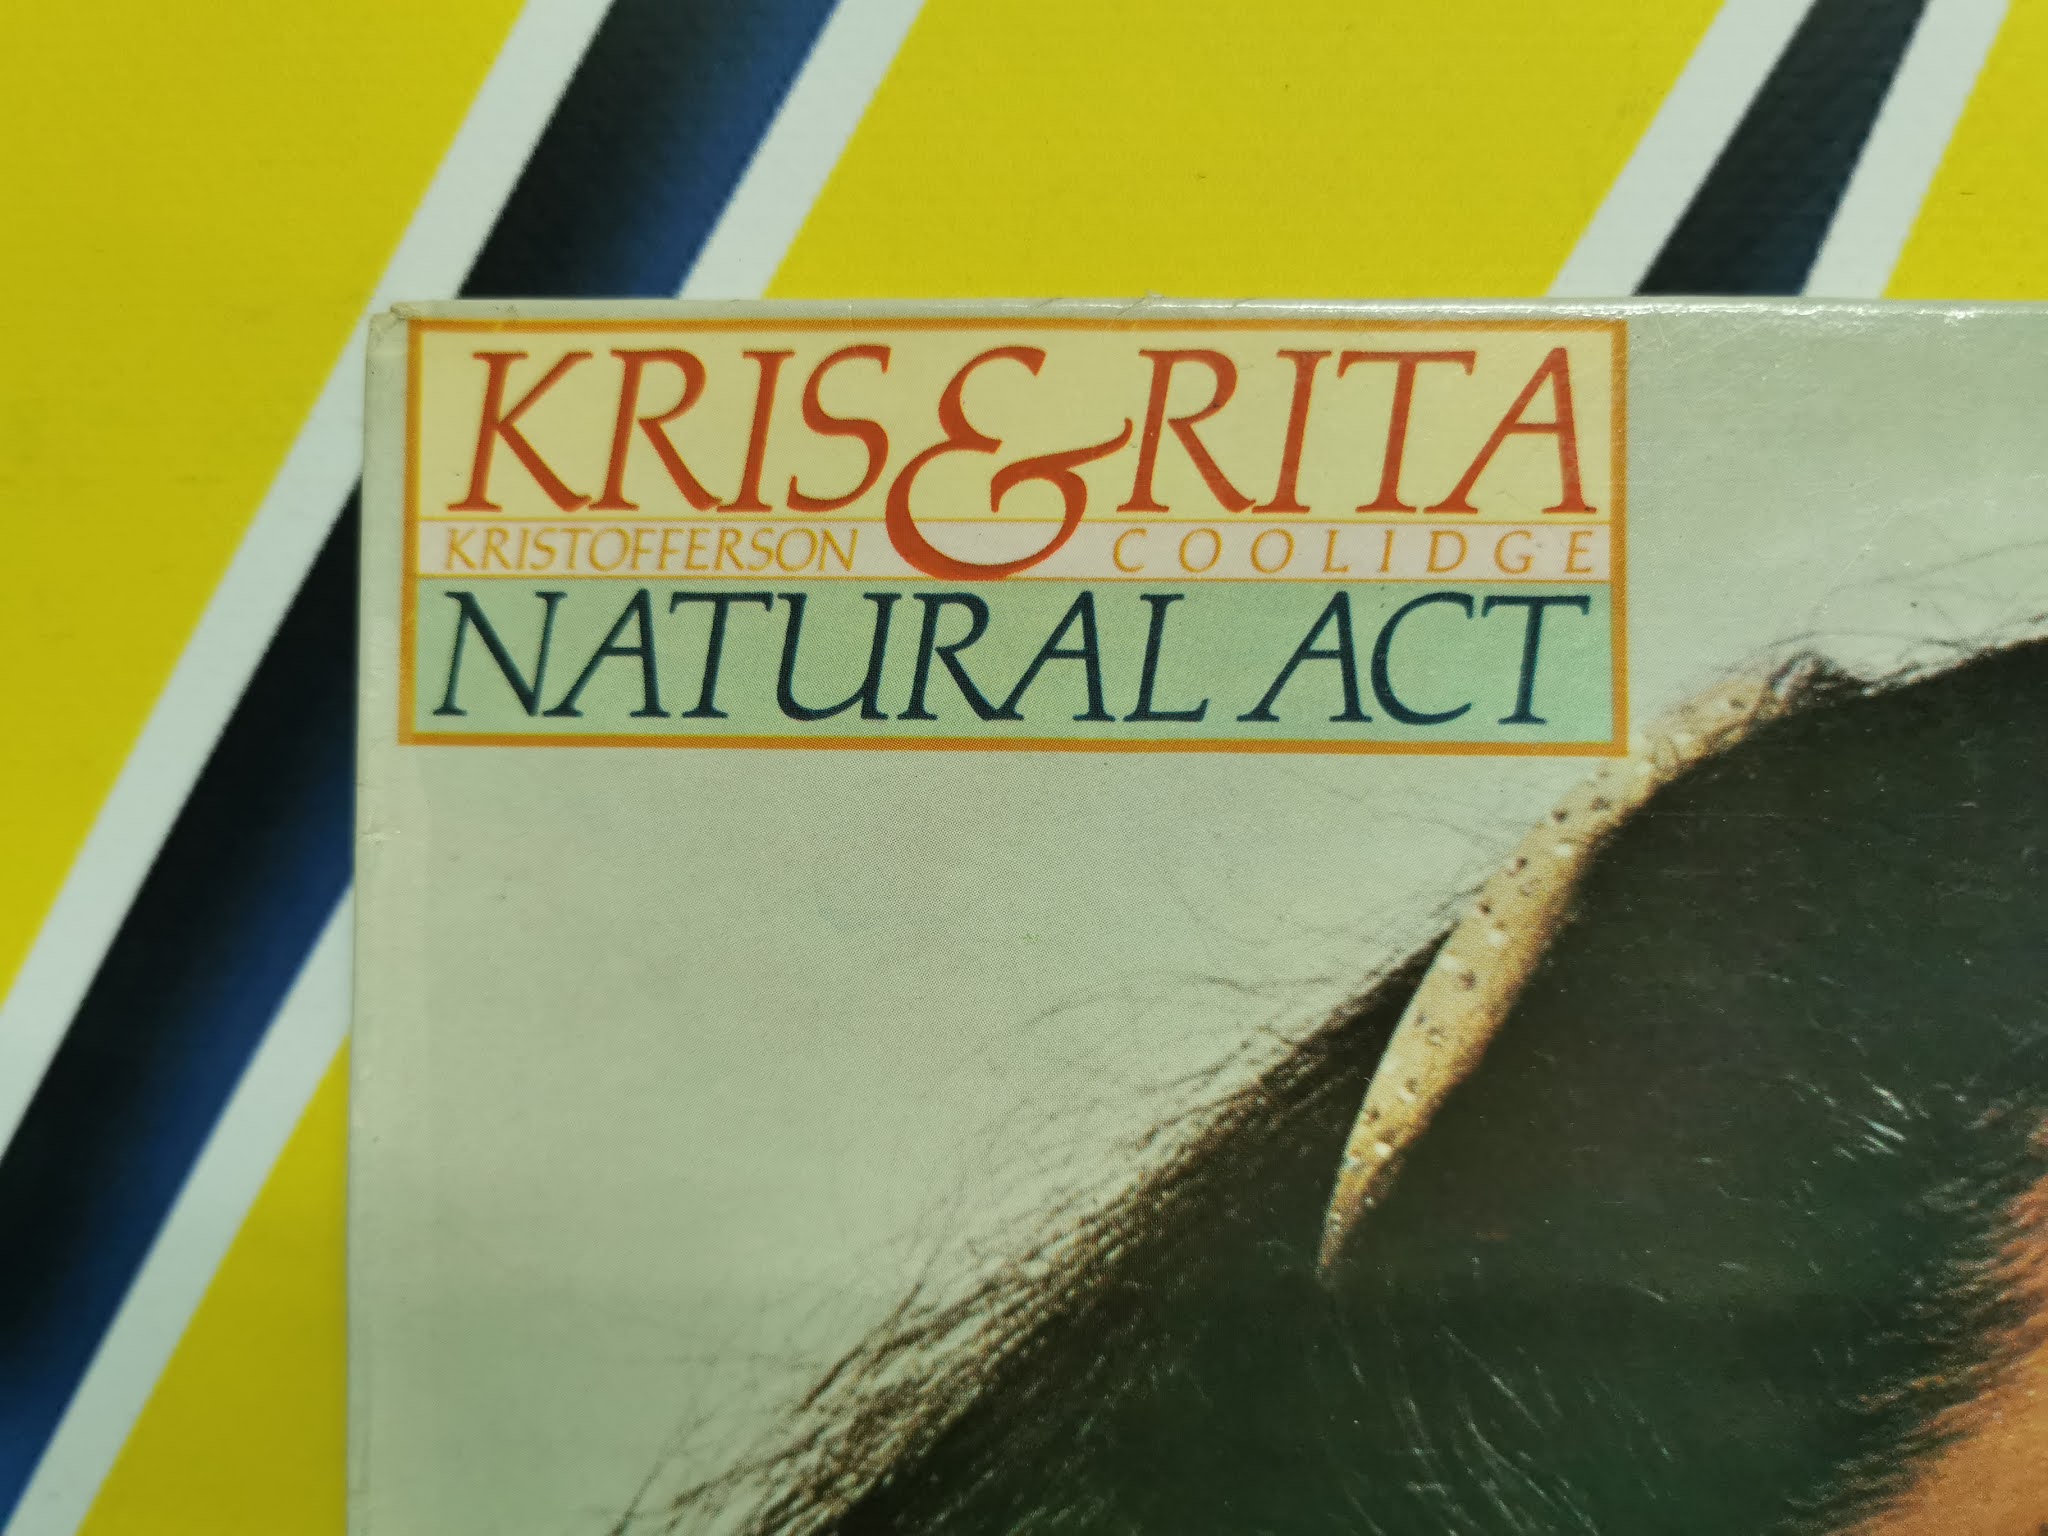 KRIS & RITA
KRISTOFFERSON COOLIDGE
NATURAL ACT